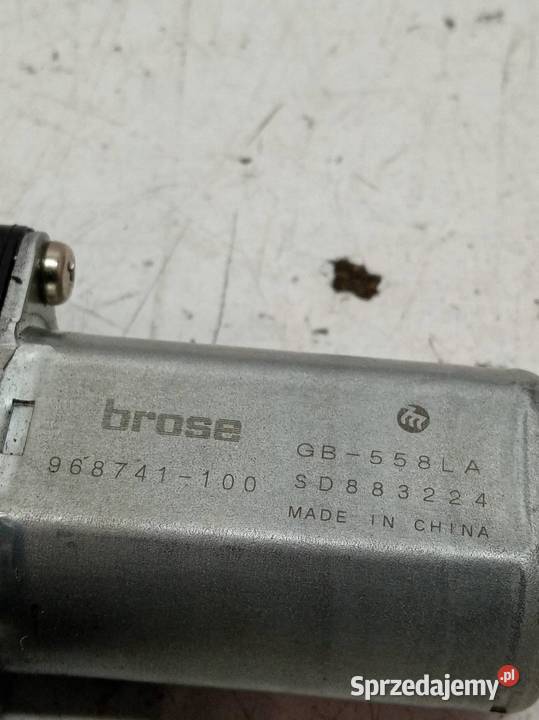 brose
968741-100
GB-558LA
SD883224
MADE IN CHINA
Sprzedajemy.pl